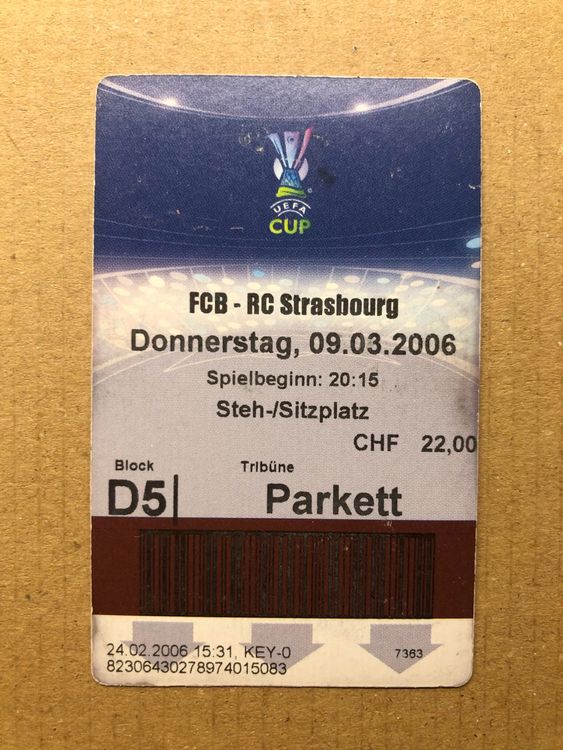 UEFA
CUP
FCB - RC Strasbourg
Donnerstag, 09.03.2006
Spielbeginn: 20:15
Steh-/Sitzplatz
CHF 22,00
Block Tribüne
D5 Parkett
24.02.2006 15:31, KEY-0 7363
82306430278974015083